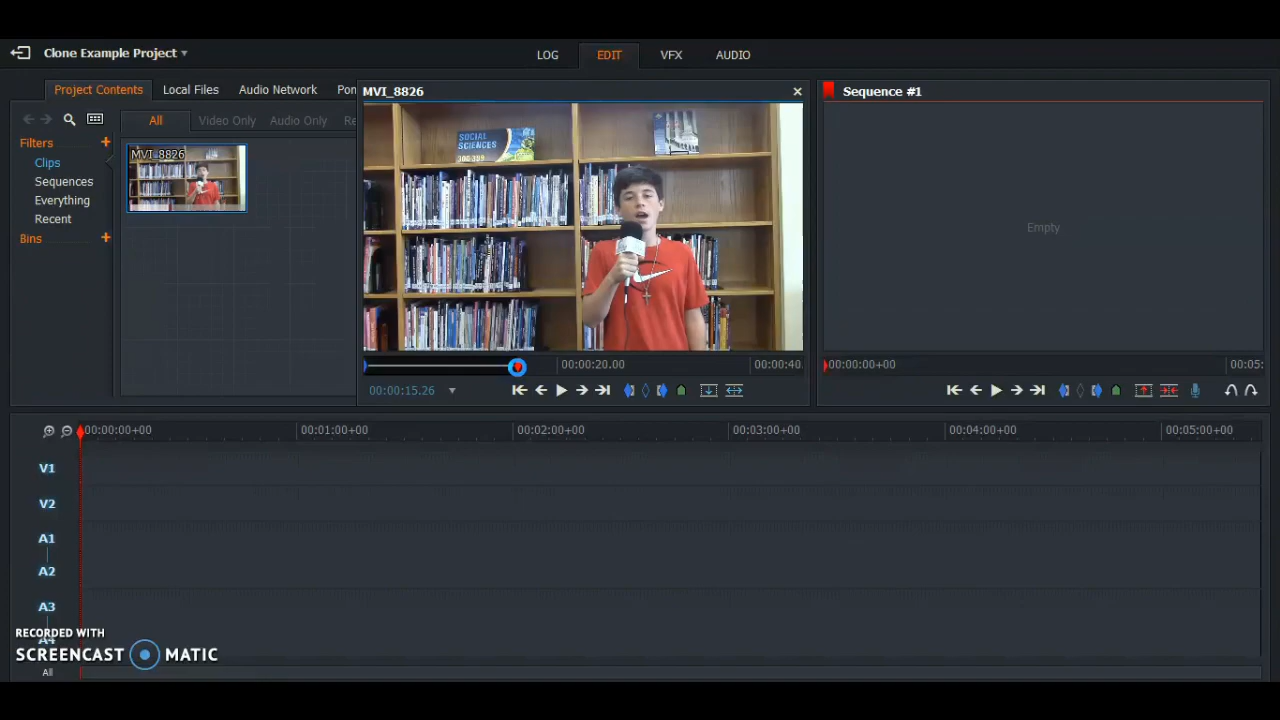 Clone Example Project
LOG
EDIT
VFX
AUDIO
Project Contents
Local Files
Audio Network
Pon
All
Video Only
Audio Only
Re
Filters +
Clips
Sequences
Everything
Recent
Bins +
MVI_8826
MVI_8826
SOCIAL
SCIENCES
300-399
00:00:20.00
00:00:40
00:00:15.26
Sequence #1
Empty
00:00:00+00
00:05:
00:00:00+00
00:01:00+00
00:02:00+00
00:03:00+00
00:04:00+00
00:05:00+00
V1
V2
A1
A2
A3
A4
All
RECORDED WITH
SCREENCAST MATIC